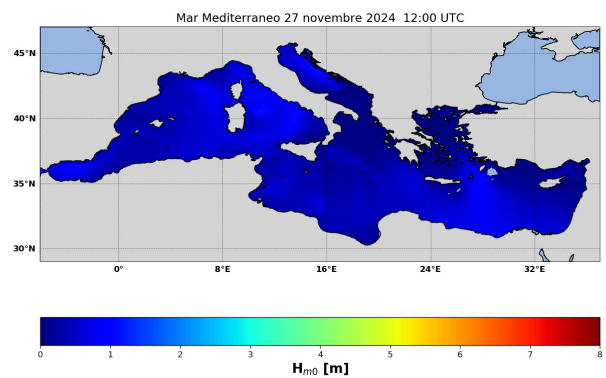 Mar Mediterraneo 27 novembre 2024 12:00 UTC
45°N
40°N
35°N
30°N
0° 8°E 16°E 24°E 32°E
0 1 2 3 4 5 6 7 8
Hm0 [m]